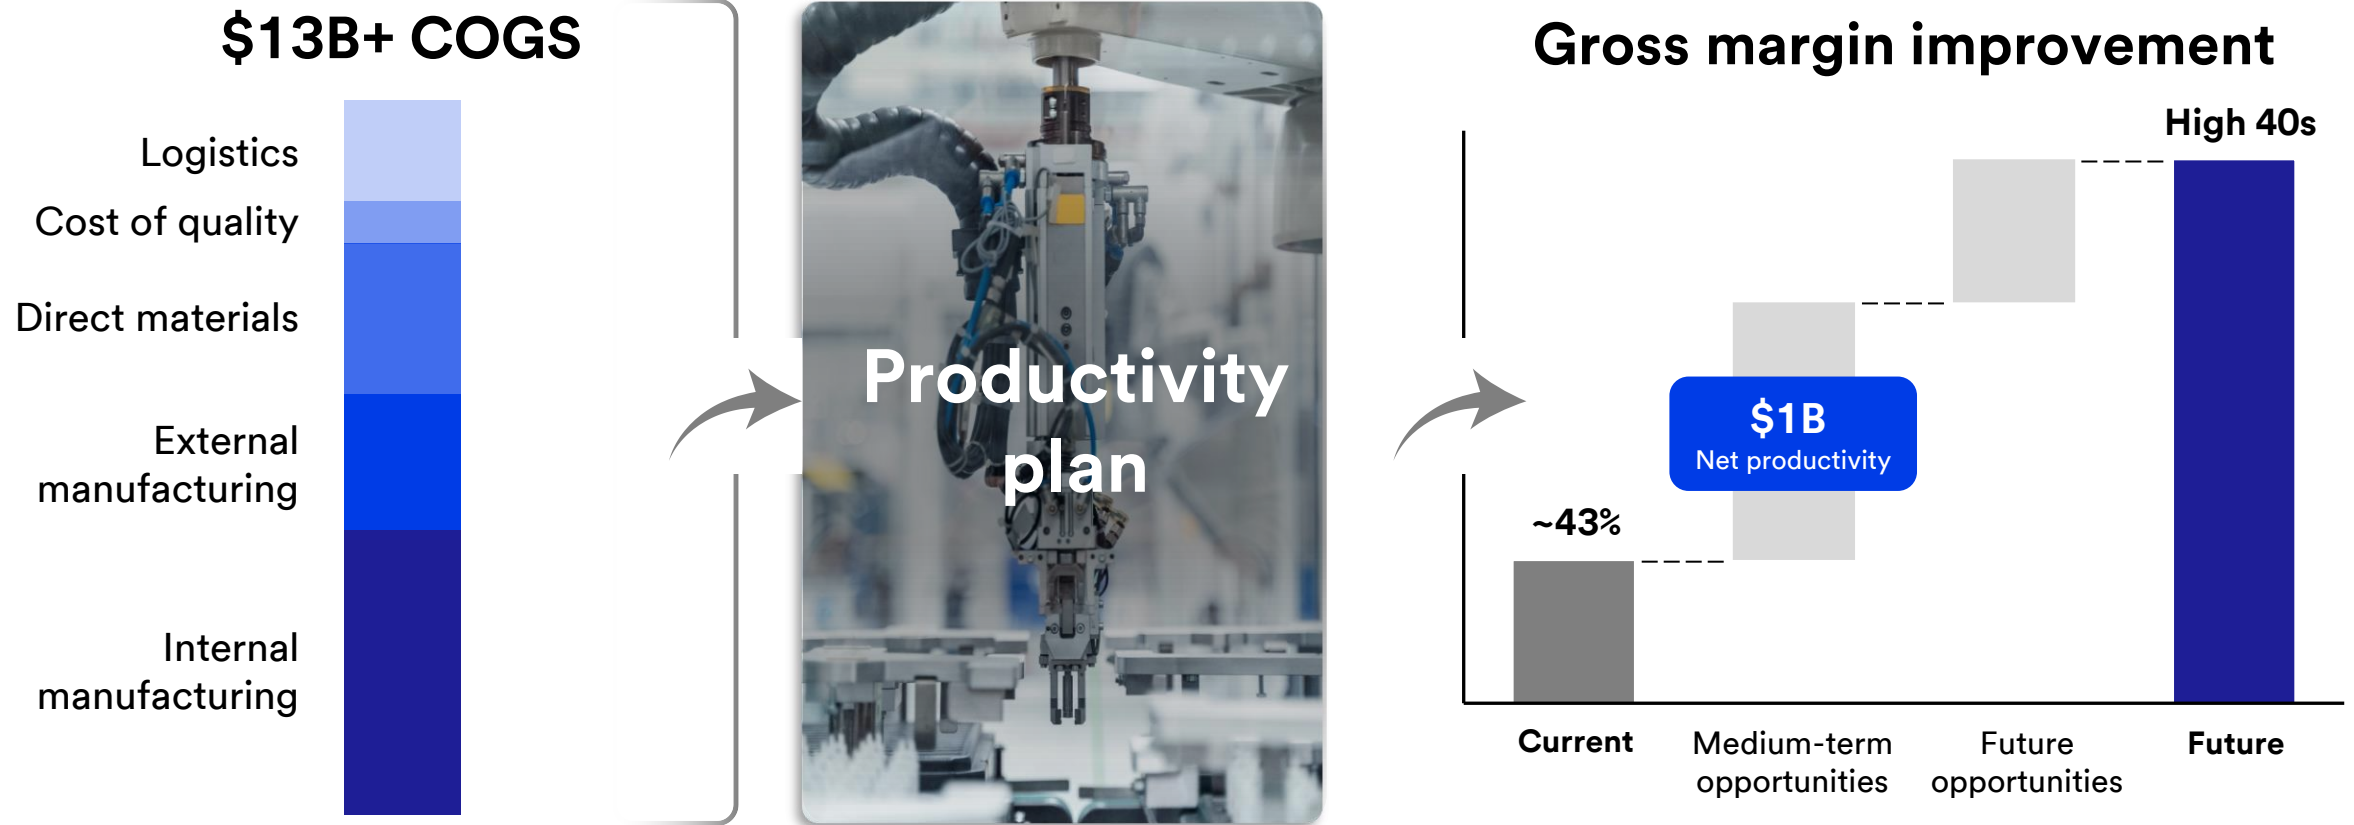 $13B+ COGS
Logistics
Cost of quality
Direct materials
External
manufacturing
Internal
manufacturing
Productivity
plan
Gross margin improvement
High 40s
$1B
Net productivity
~43%
Current
Medium-term
opportunities
Future
opportunities
Future